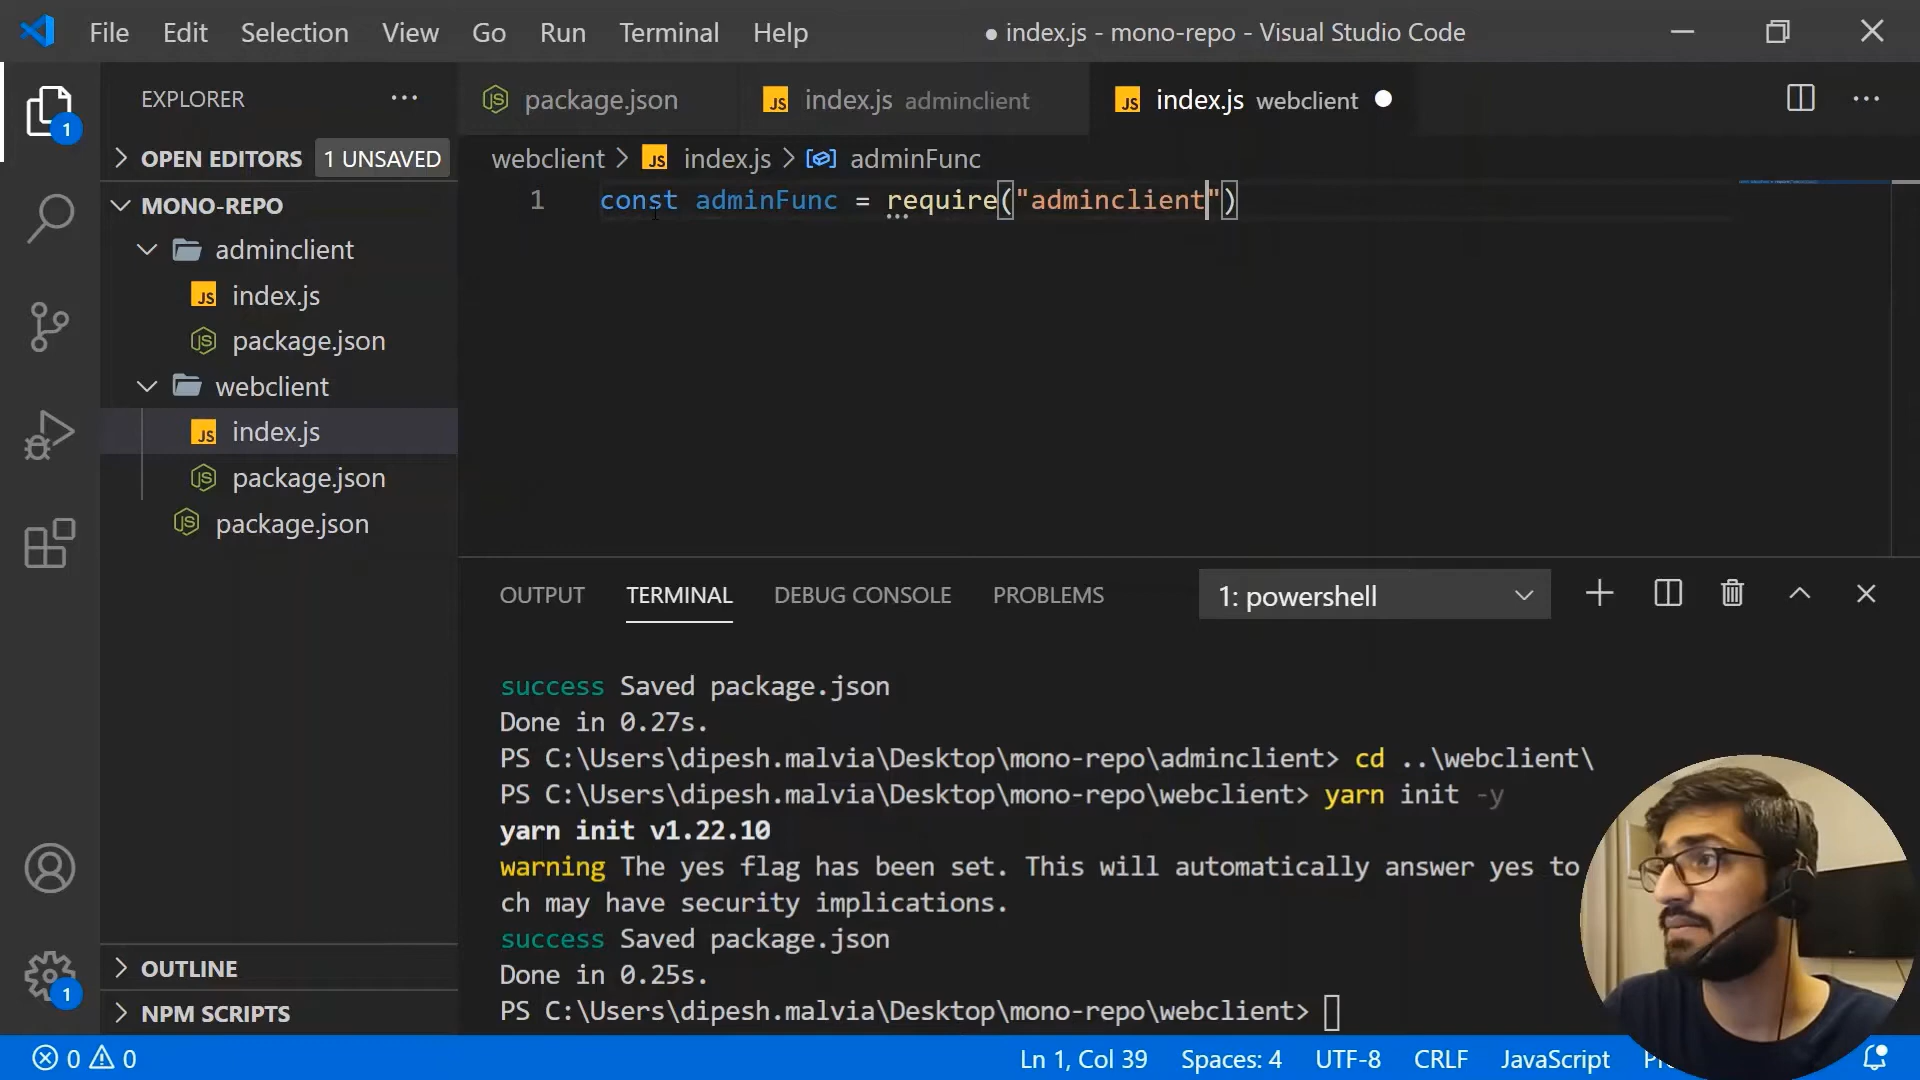 File Edit Selection View Go Run Terminal Help ● index.js - mono-repo - Visual Studio Code
EXPLORER ...
package.json
JS index.js adminclient
JS index.js webclient
1
OPEN EDITORS 1 UNSAVED
webclient > JS index.js > adminFunc
MONO-REPO
1 const adminFunc = require("adminclient")
adminclient
JS index.js
package.json
webclient
JS index.js
package.json
package.json
OUTPUT TERMINAL DEBUG CONSOLE PROBLEMS 1: powershell
success Saved package.json
Done in 0.27s.
PS C:\Users\dipesh.malvia\Desktop\mono-repo\adminclient> cd ..\webclient\
PS C:\Users\dipesh.malvia\Desktop\mono-repo\webclient> yarn init -y
yarn init v1.22.10
warning The yes flag has been set. This will automatically answer yes to
ch may have security implications.
success Saved package.json
Done in 0.25s.
PS C:\Users\dipesh.malvia\Desktop\mono-repo\webclient>
OUTLINE
1
NPM SCRIPTS
0 0 Ln 1, Col 39 Spaces: 4 UTF-8 CRLF JavaScript